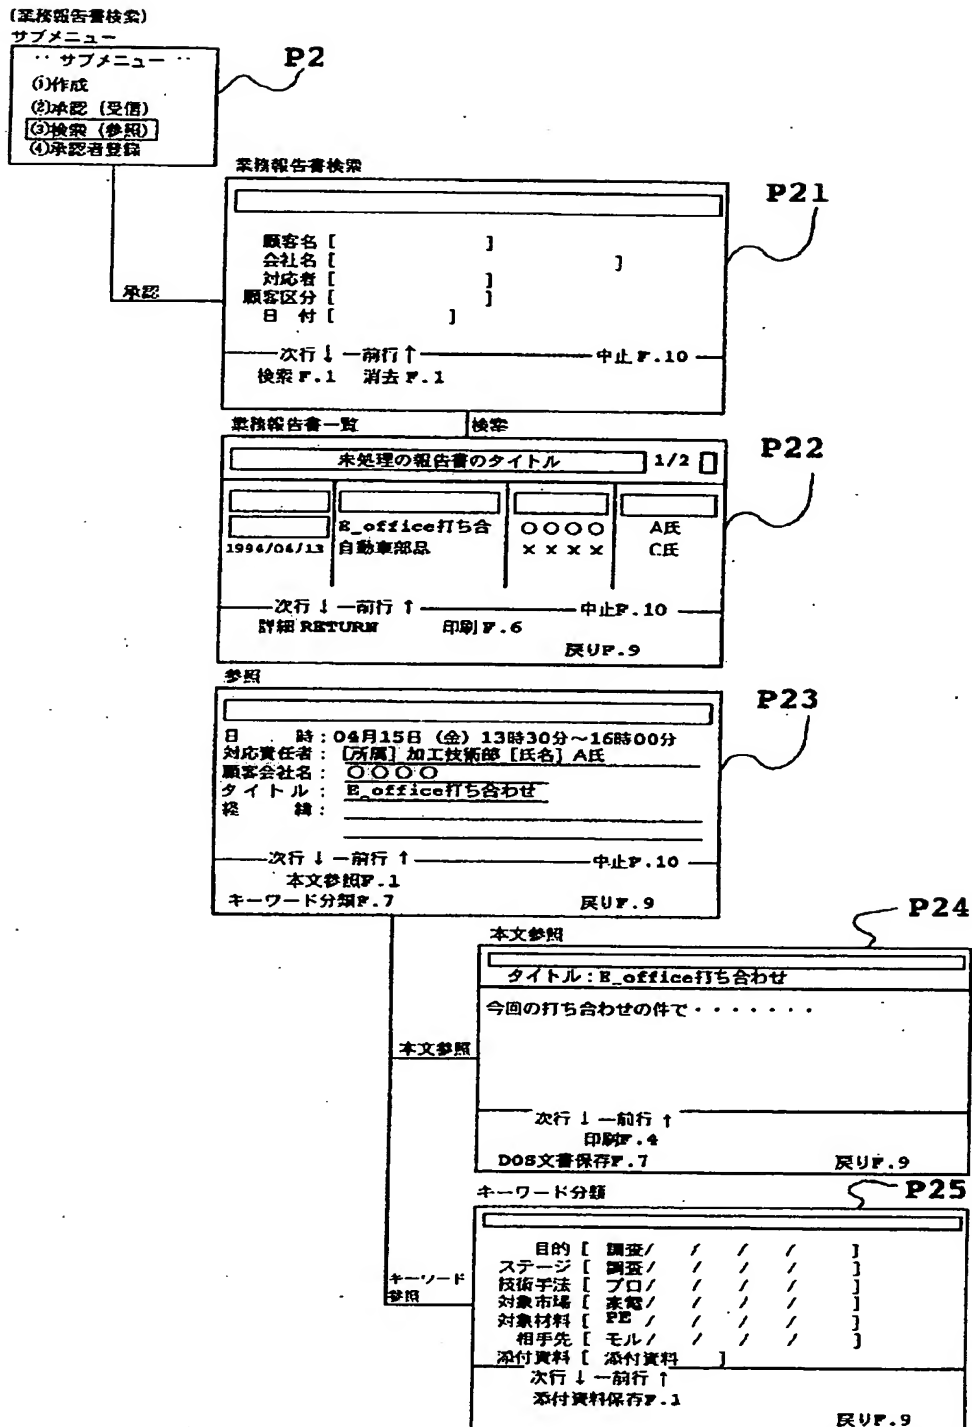 (業務報告書検索)
サブメニュー
‥ サブメニュー ‥
P2
(1)作成
(2)承認 (受信)
(3)検索 (参照)
(4)承認者登録
業務報告書検索
P21
顧客名 [ ]
会社名 [ ]
対応者 [ ]
顧客区分 [ ]
日 付 [ ]
承認
次行↓ー前行↑ 中止F.10
検索F.1 消去F.1
業務報告書一覧 検索
P22
未処理の報告書のタイトル 1/2
E_office打ち合 ○○○○ A氏
1994/04/13 自動車部品 ×××× C氏
次行↓ー前行↑ 中止F.10
詳細RETURN 印刷F.6
戻りF.9
参照
P23
日 時:04月15日 (金) 13時30分~16時00分
対応責任者: [所属] 加工技術部 [氏名] A氏
顧客会社名: ○○○○
タイトル: E_office打ち合わせ
経 緯:
次行↓ー前行↑ 中止F.10
本文参照F.1
キーワード分類F.7 戻りF.9
P24
本文参照
タイトル:E_office打ち合わせ
今回の打ち合わせの件で・・・・・・・
本文参照
次行↓ー前行↑
印刷F.4
DOS文書保存F.7 戻りF.9
キーワード分類
P25
目的 [ 調査/ / / / ]
ステージ [ 調査/ / / / ]
技術手法 [ プロ/ / / / ]
対象市場 [ 家電/ / / / ]
対象材料 [ PE / / / / ]
相手先 [ モル/ / / / ]
添付資料 [ 添付資料 ]
キーワード
参照
次行↓ー前行↑
添付資料保存F.1
戻りF.9